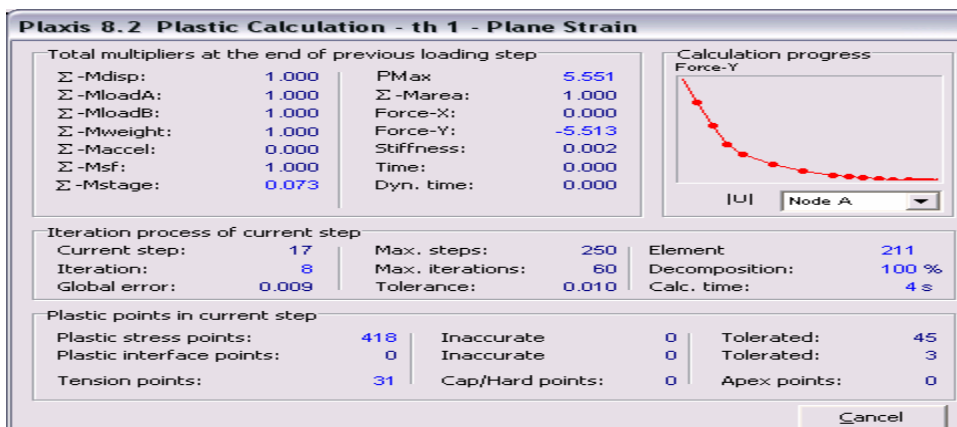 Plaxis 8.2 Plastic Calculation - th 1 - Plane Strain
Total multipliers at the end of previous loading step
Σ -Mdisp: 1.000
Σ -MloadA: 1.000
Σ -MloadB: 1.000
Σ -Mweight: 1.000
Σ -Maccel: 0.000
Σ -Msf: 1.000
Σ -Mstage: 0.073
PMax 5.551
Σ -Marea: 1.000
Force-X: 0.000
Force-Y: -5.513
Stiffness: 0.002
Time: 0.000
Dyn. time: 0.000
Calculation progress
Force-Y
|U| Node A
Iteration process of current step
Current step: 17 Max. steps: 250 Element 211
Iteration: 8 Max. iterations: 60 Decomposition: 100 %
Global error: 0.009 Tolerance: 0.010 Calc. time: 4 s
Plastic points in current step
Plastic stress points: 418 Inaccurate 0 Tolerated: 45
Plastic interface points: 0 Inaccurate 0 Tolerated: 3
Tension points: 31 Cap/Hard points: 0 Apex points: 0
Cancel